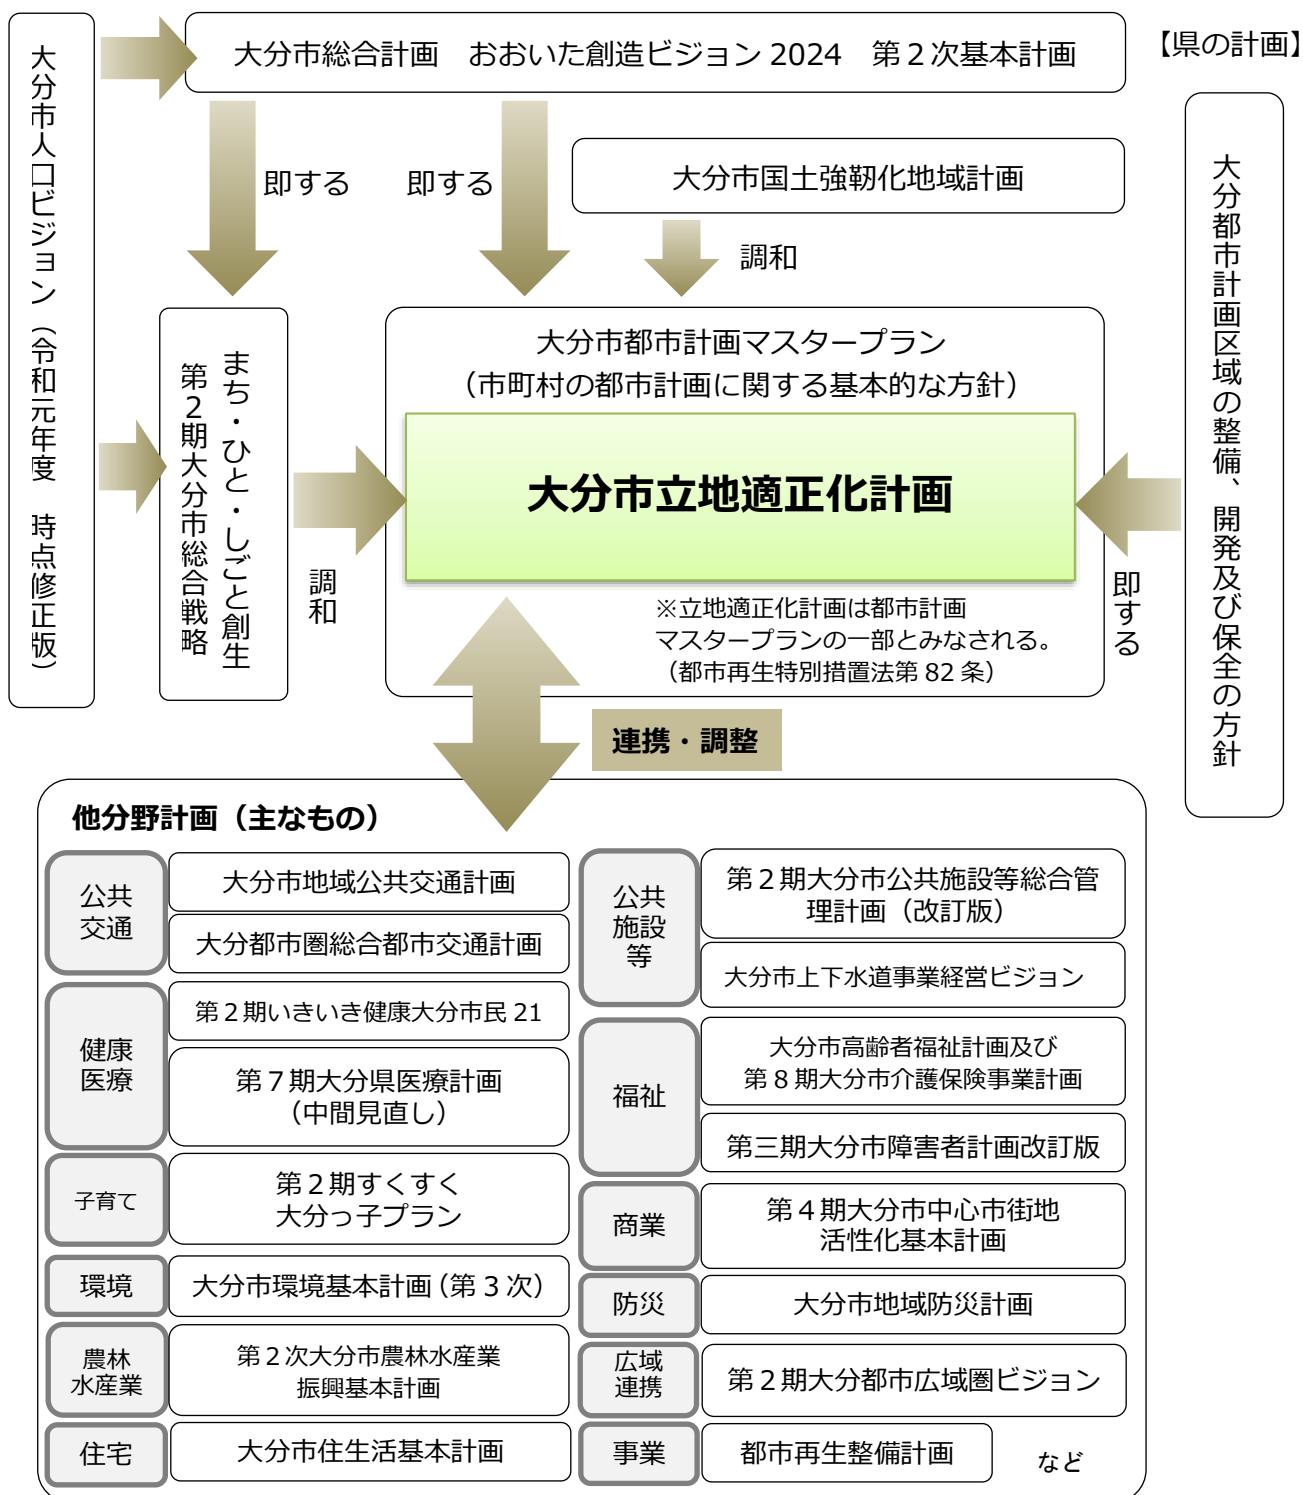 大分市総合計画　おおいた創造ビジョン 2024　第２次基本計画
【県の計画】
大分市人口ビジョン（令和元年度　時点修正版）
即する
即する
大分市国土強靭化地域計画
調和
大分都市計画区域の整備、開発及び保全の方針
まち・ひと・しごと創生
第２期大分市総合戦略
大分市都市計画マスタープラン
（市町村の都市計画に関する基本的な方針）
大分市立地適正化計画
調和
即する
※立地適正化計画は都市計画
マスタープランの一部とみなされる。
（都市再生特別措置法第 82 条）
連携・調整
他分野計画（主なもの）
公共
交通
大分市地域公共交通計画
大分都市圏総合都市交通計画
健康
医療
第２期いきいき健康大分市民 21
第７期大分県医療計画
（中間見直し）
子育て
第２期すくすく
大分っ子プラン
環境
大分市環境基本計画（第３次）
農林
水産業
第２次大分市農林水産業
振興基本計画
住宅
大分市住生活基本計画
公共
施設
等
第２期大分市公共施設等総合管
理計画（改訂版）
大分市上下水道事業経営ビジョン
福祉
大分市高齢者福祉計画及び
第８期大分市介護保険事業計画
第三期大分市障害者計画改訂版
商業
第４期大分市中心市街地
活性化基本計画
防災
大分市地域防災計画
広域
連携
第２期大分都市広域圏ビジョン
事業
都市再生整備計画
など